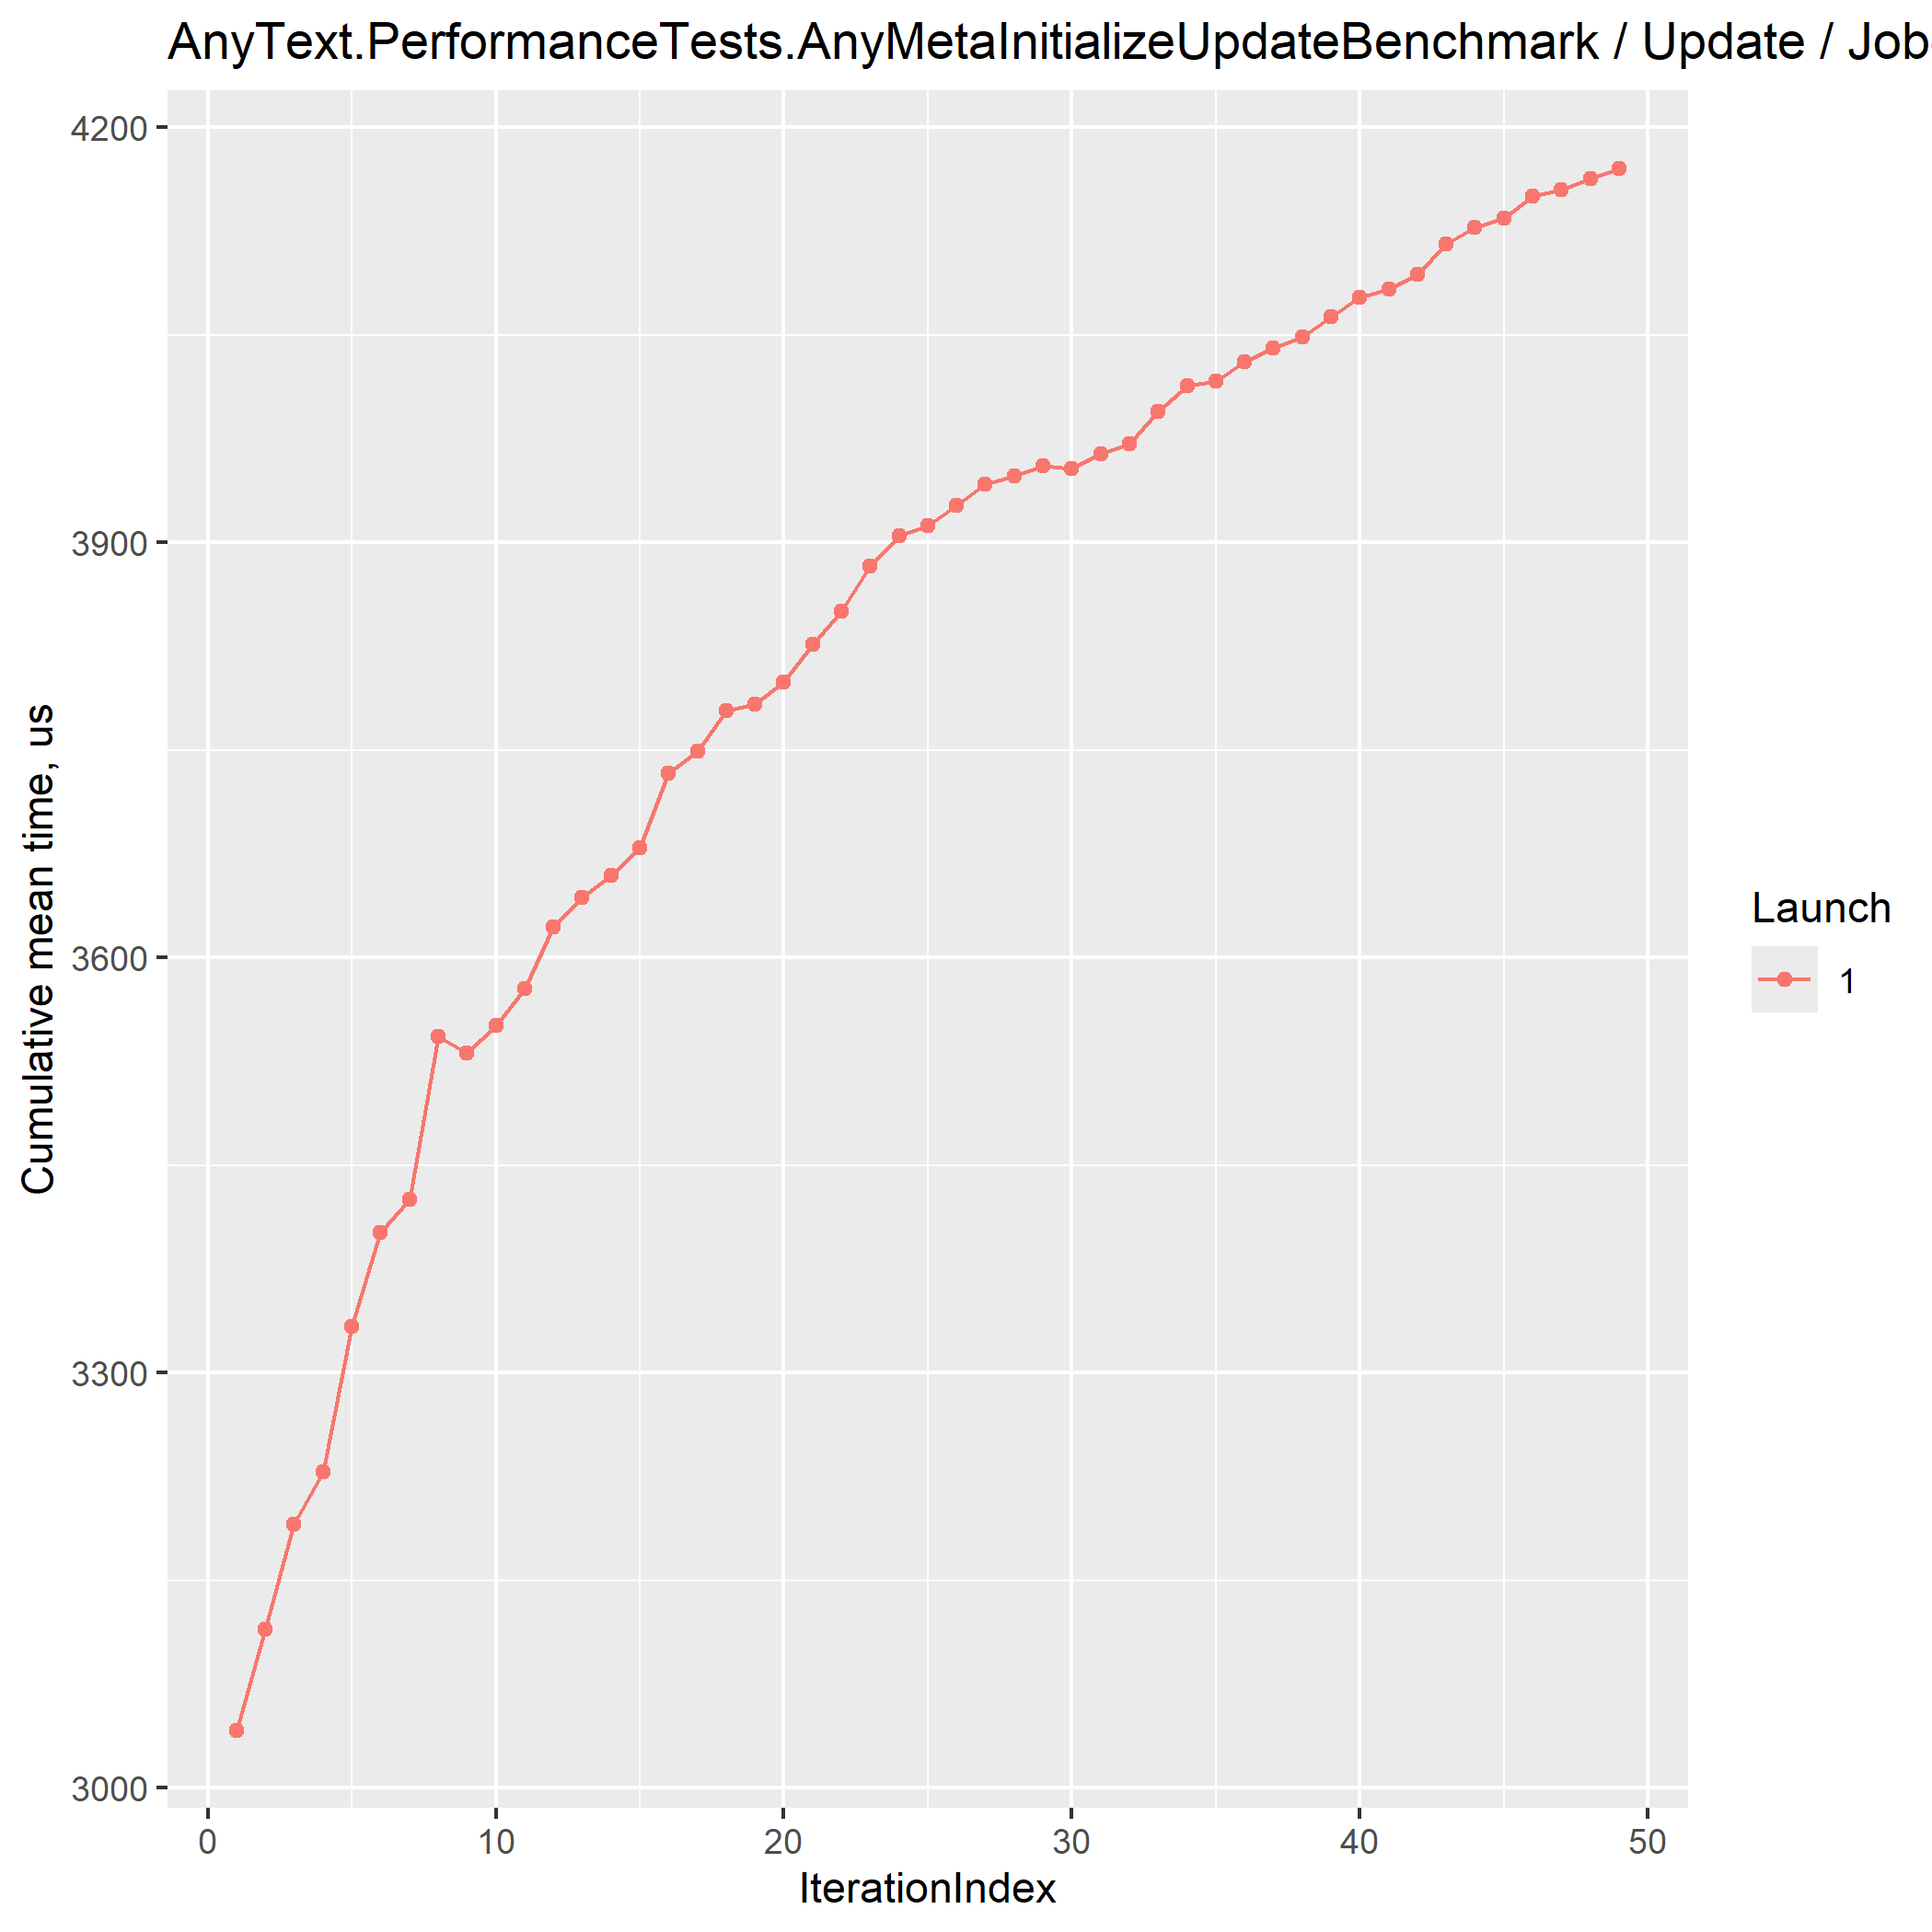 AnyText.PerformanceTests.AnyMetaInitializeUpdateBenchmark / Update / Job
4200
3900
3600
3300
3000
Cumulative mean time, us
0 10 20 30 40 50
IterationIndex
Launch
1